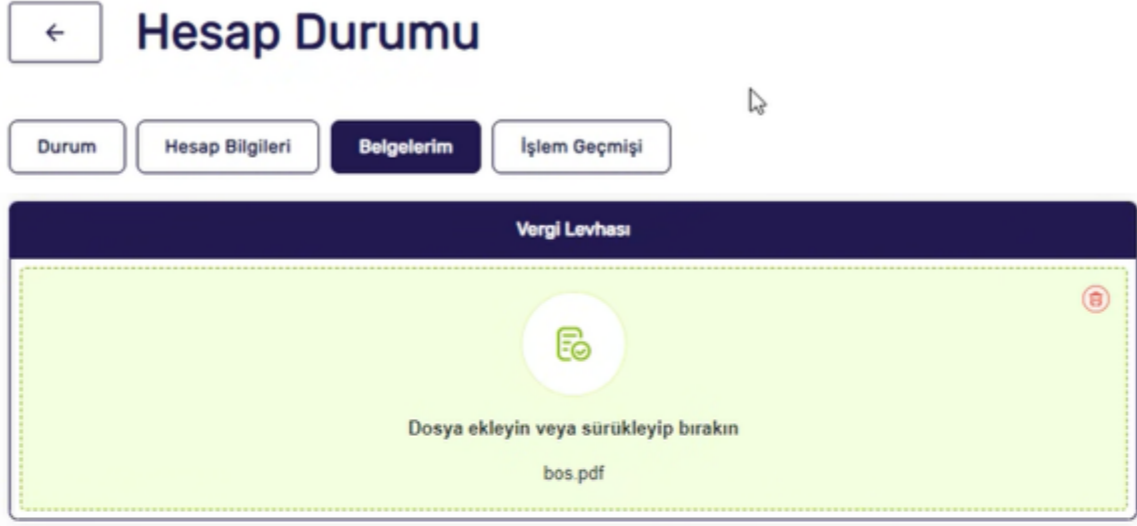 Hesap Durumu
Durum
Hesap Bilgileri
Belgelerim
İşlem Geçmişi
Vergi Levhası
Dosya ekleyin veya sürükleyip bırakın
bos.pdf